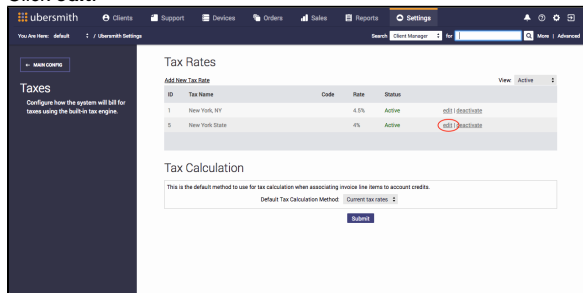 ubersmith Clients Support Devices Orders Sales Reports Settings
You Are Here: default / Ubersmith Settings Search Client Manager for More | Advanced
← MAIN CONFIG
Taxes
Configure how the system will bill for
taxes using the built-in tax engine.
Tax Rates
Add New Tax Rate View: Active
ID Tax Name Code Rate Status
1 New York, NY 4.5% Active edit | deactivate
5 New York State 4% Active edit | deactivate
Tax Calculation
This is the default method to use for tax calculation when associating invoice line items to account credits.
Default Tax Calculation Method: Current tax rates
Submit